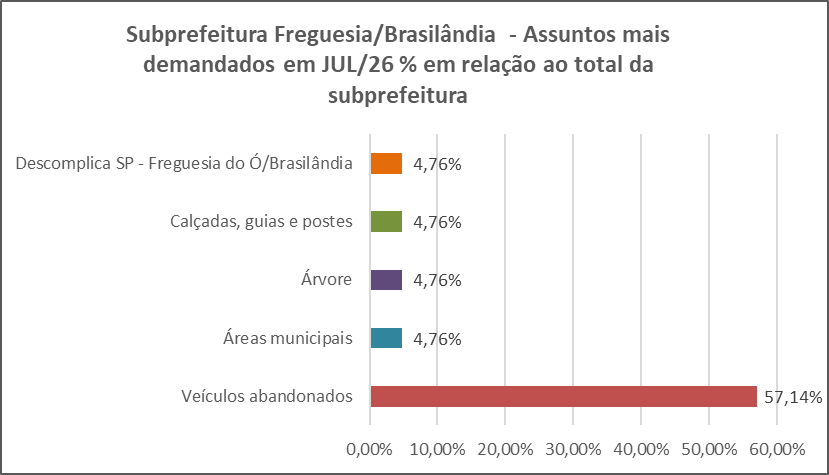 Subprefeitura Freguesia/Brasilândia - Assuntos mais
demandados em JUL/26 % em relação ao total da
subprefeitura
Descomplica SP - Freguesia do Ó/Brasilândia 4,76%
Calçadas, guias e postes 4,76%
Árvore 4,76%
Áreas municipais 4,76%
Veículos abandonados 57,14%
0,00% 10,00% 20,00% 30,00% 40,00% 50,00% 60,00%